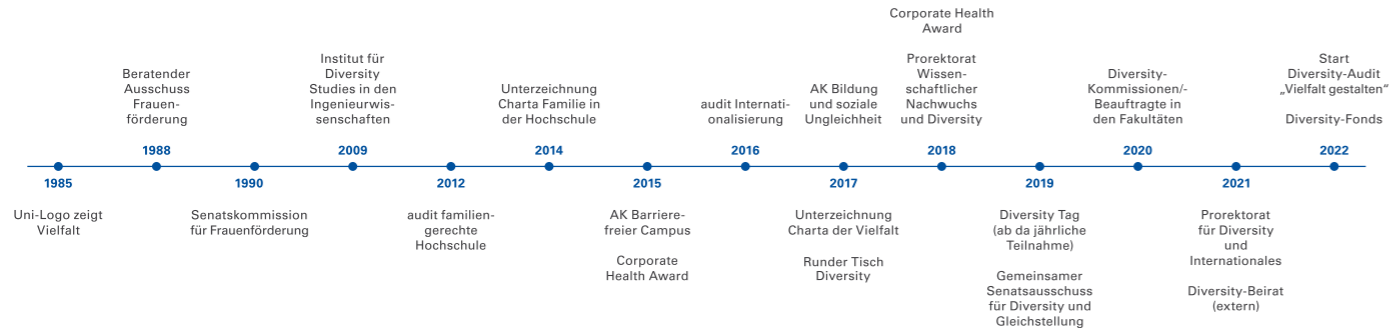 1985
Uni-Logo zeigt
Vielfalt
Beratender
Ausschuss
Frauen-
förderung
1988
1990
Senatskommission
für Frauenförderung
Institut für
Diversity
Studies in den
Ingenieurwis-
senschaften
2009
2012
audit familien-
gerechte
Hochschule
Unterzeichnung
Charta Familie in
der Hochschule
2014
2015
AK Barriere-
freier Campus
Corporate
Health Award
audit Internati-
onalisierung
2016
AK Bildung
und soziale
Ungleichheit
2017
Unterzeichnung
Charta der Vielfalt
Runder Tisch
Diversity
Corporate Health
Award
Prorektorat
Wissen-
schaftlicher
Nachwuchs
und Diversity
2018
2019
Diversity Tag
(ab da jährliche
Teilnahme)
Gemeinsamer
Senatsausschuss
für Diversity und
Gleichstellung
Diversity-
Kommissionen/-
Beauftragte in
den Fakultäten
2020
2021
Prorektorat
für Diversity
und
Internationales
Diversity-Beirat
(extern)
Start
Diversity-Audit
„Vielfalt gestalten“
Diversity-Fonds
2022